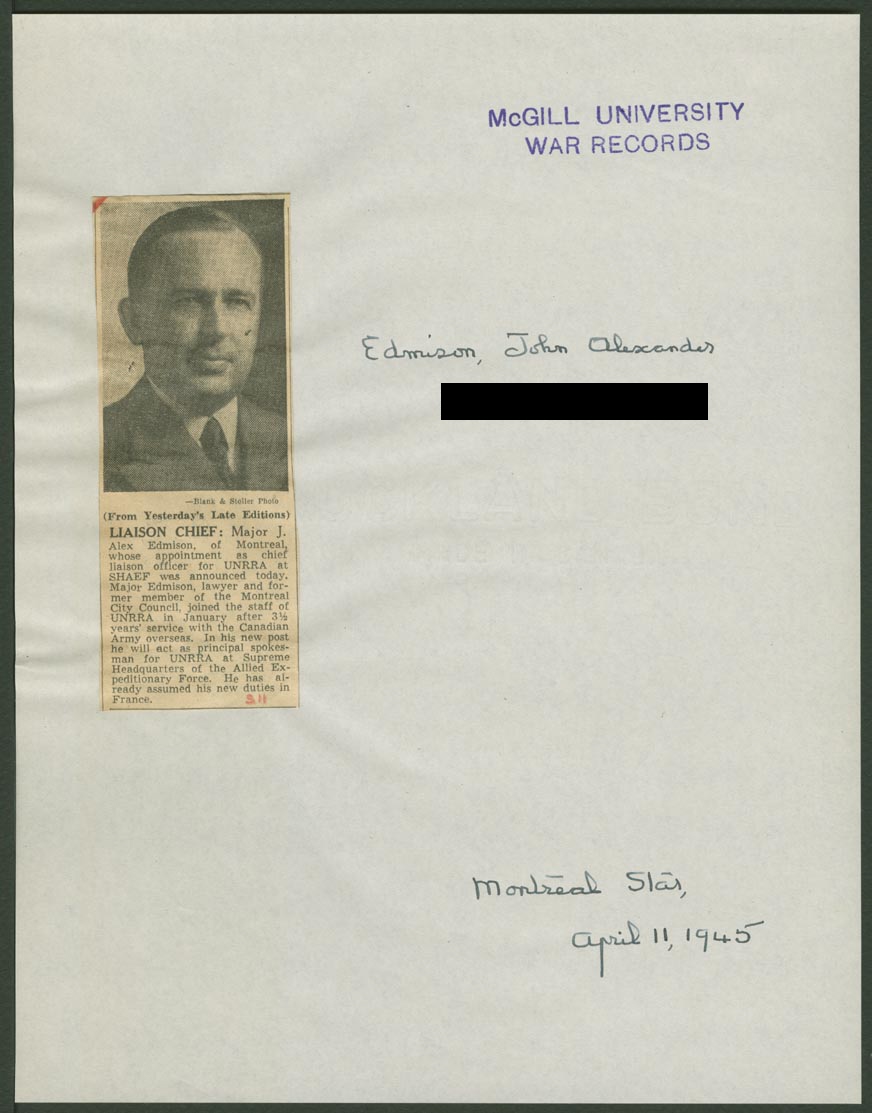 McGILL UNIVERSITY
WAR RECORDS
Edmison, John Alexander
—Blank & Stoller Photo
(From Yesterday's Late Editions)
LIAISON CHIEF: Major J.
Alex Edmison, of Montreal,
whose appointment as chief
liaison officer for UNRRA at
SHAEF was announced today.
Major Edmison, lawyer and for-
mer member of the Montreal
City Council, joined the staff of
UNRRA in January after 3½
years' service with the Canadian
Army overseas. In his new post
he will act as principal spokes-
man for UNRRA at Supreme
Headquarters of the Allied Ex-
peditionary Force. He has al-
ready assumed his new duties in
France.
Montreal Star,
April 11, 1945